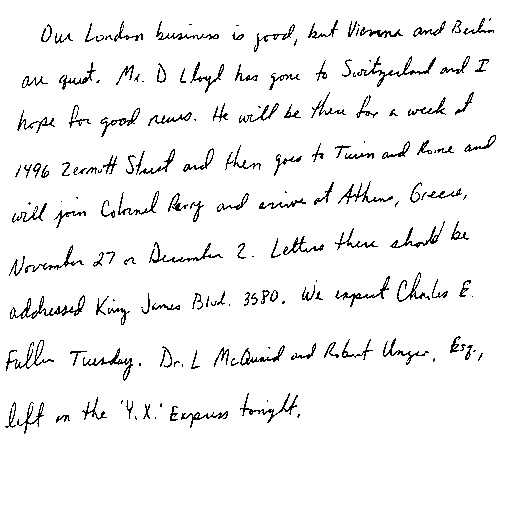 Our London business is good, but Vienna and Berlin
are quiet. Mr. D Lloyd has gone to Switzerland and I
hope for good news. He will be there for a week at
1496 Zermott Street and then goes to Turin and Rome and
will join Colonel Parry and arrive at Athens, Greece,
November 27 or December 2. Letters there should be
addressed King James Blvd. 3580. We expect Charles E.
Fuller Tuesday. Dr. L McQuaid and Robert Unger, Esq.,
left on the 'Y.X.' Express tonight.